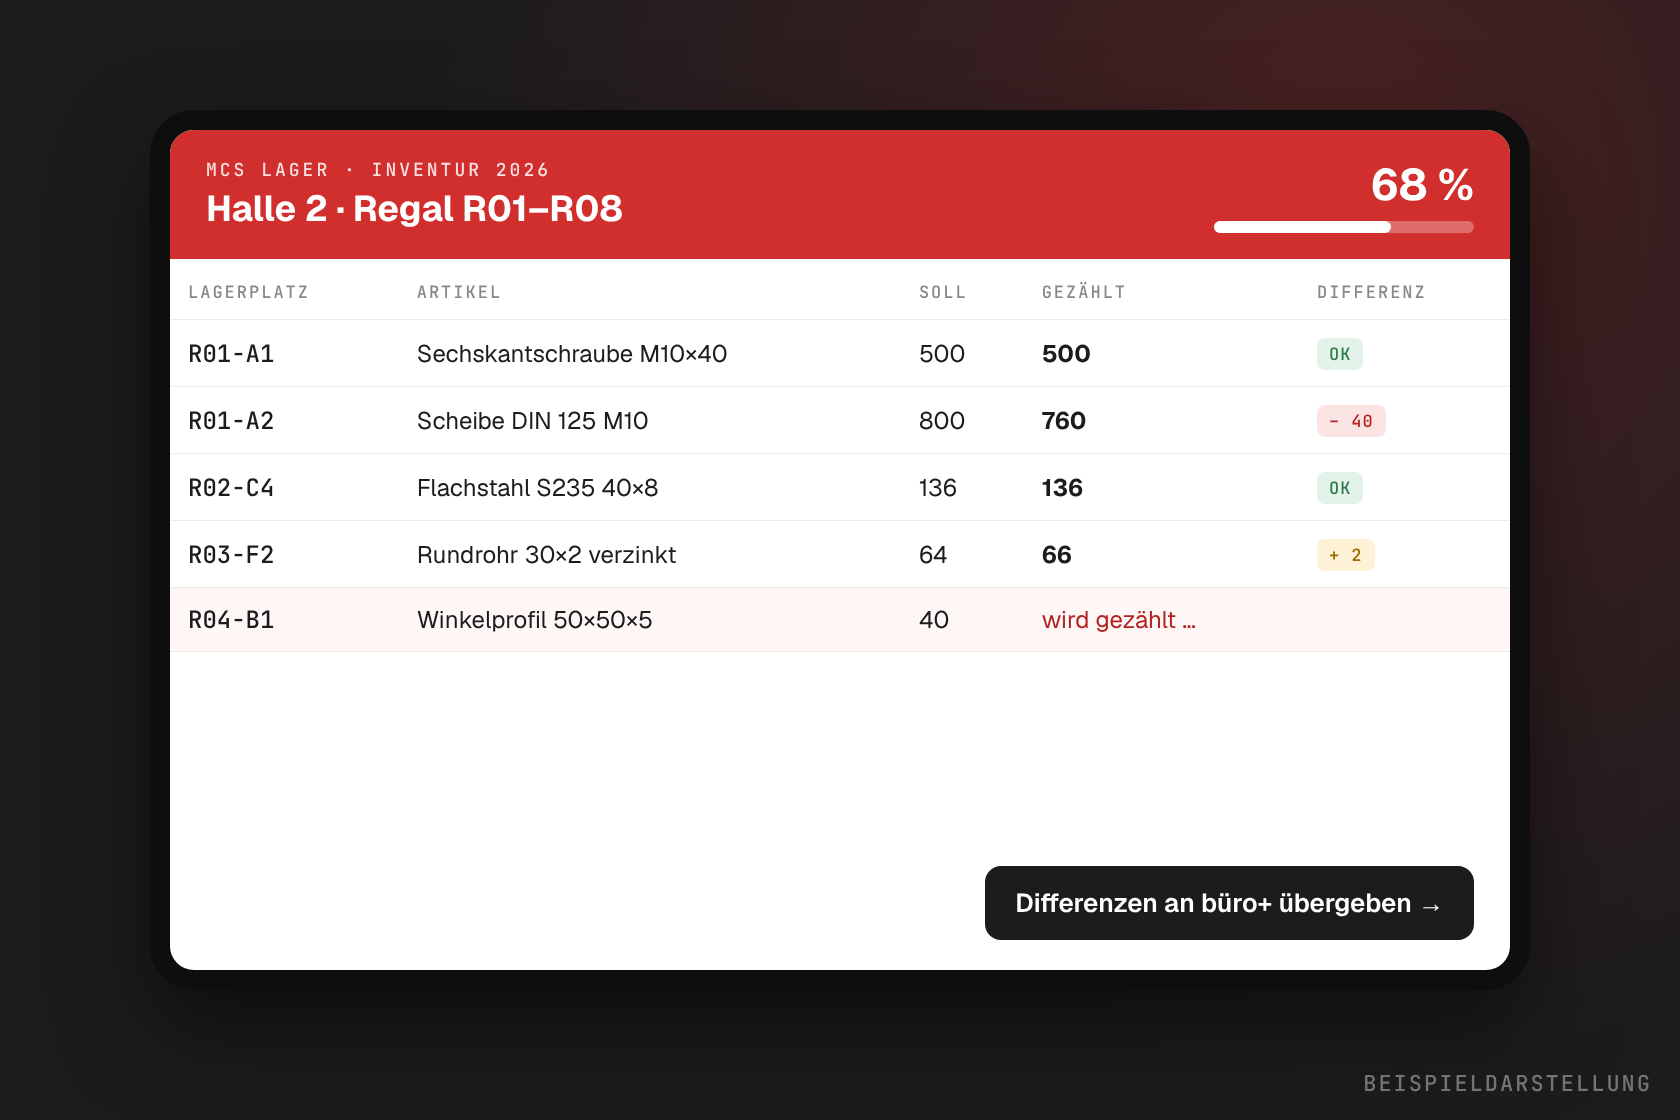 MCS LAGER · INVENTUR 2026
Halle 2 · Regal R01–R08
68 %
LAGERPLATZ ARTIKEL SOLL GEZÄHLT DIFFERENZ
R01-A1 Sechskantschraube M10×40 500 500 OK
R01-A2 Scheibe DIN 125 M10 800 760 − 40
R02-C4 Flachstahl S235 40×8 136 136 OK
R03-F2 Rundrohr 30×2 verzinkt 64 66 + 2
R04-B1 Winkelprofil 50×50×5 40 wird gezählt …
Differenzen an büro+ übergeben →
BEISPIELDARSTELLUNG